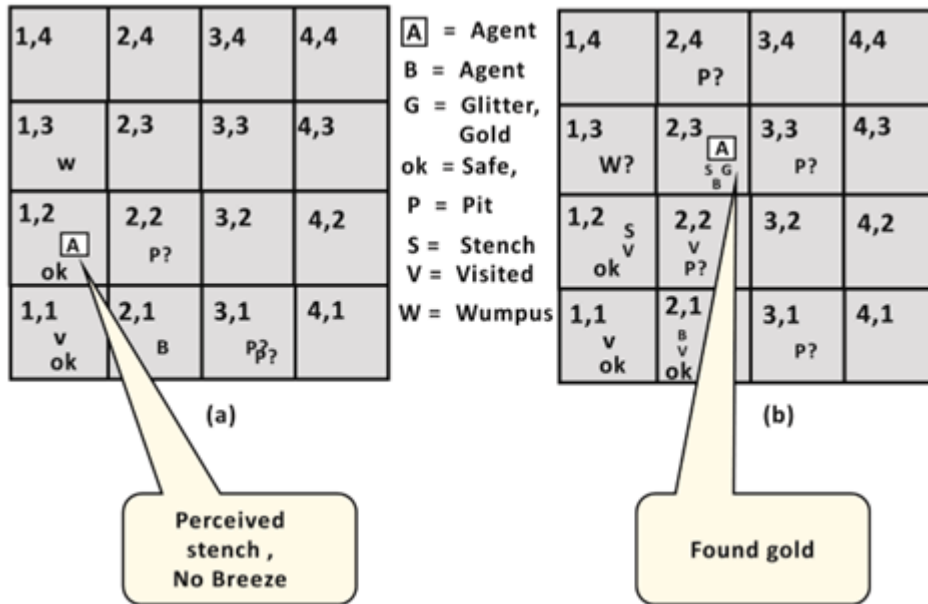 1,4 2,4 3,4 4,4
1,3 2,3 3,3 4,3
w
1,2 2,2 3,2 4,2
A
P?
ok
1,1 2,1 3,1 4,1
v B P? P?
ok
(a)
Perceived
stench ,
No Breeze
A = Agent
B = Agent
G = Glitter,
Gold
ok = Safe,
P = Pit
S = Stench
V = Visited
W = Wumpus
1,4 2,4 3,4 4,4
P?
1,3 2,3 3,3 4,3
A
W? S G P?
B
1,2 2,2 3,2 4,2
S
V V
ok P?
1,1 2,1 3,1 4,1
B
v V P?
ok ok
(b)
Found gold